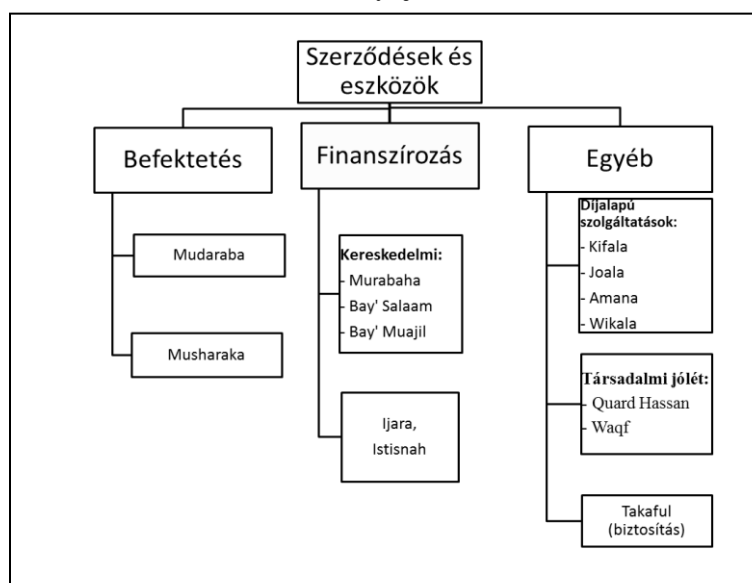 Szerződések és
eszközök
Befektetés
Mudaraba
Musharaka
Finanszírozás
Kereskedelmi:
- Murabaha
- Bay' Salaam
- Bay' Muajil
Ijara,
Istisnah
Egyéb
Díjalapú
szolgáltatások:
- Kifala
- Joala
- Amana
- Wikala
Társadalmi jólét:
- Quard Hassan
- Waqf
Takaful
(biztosítás)